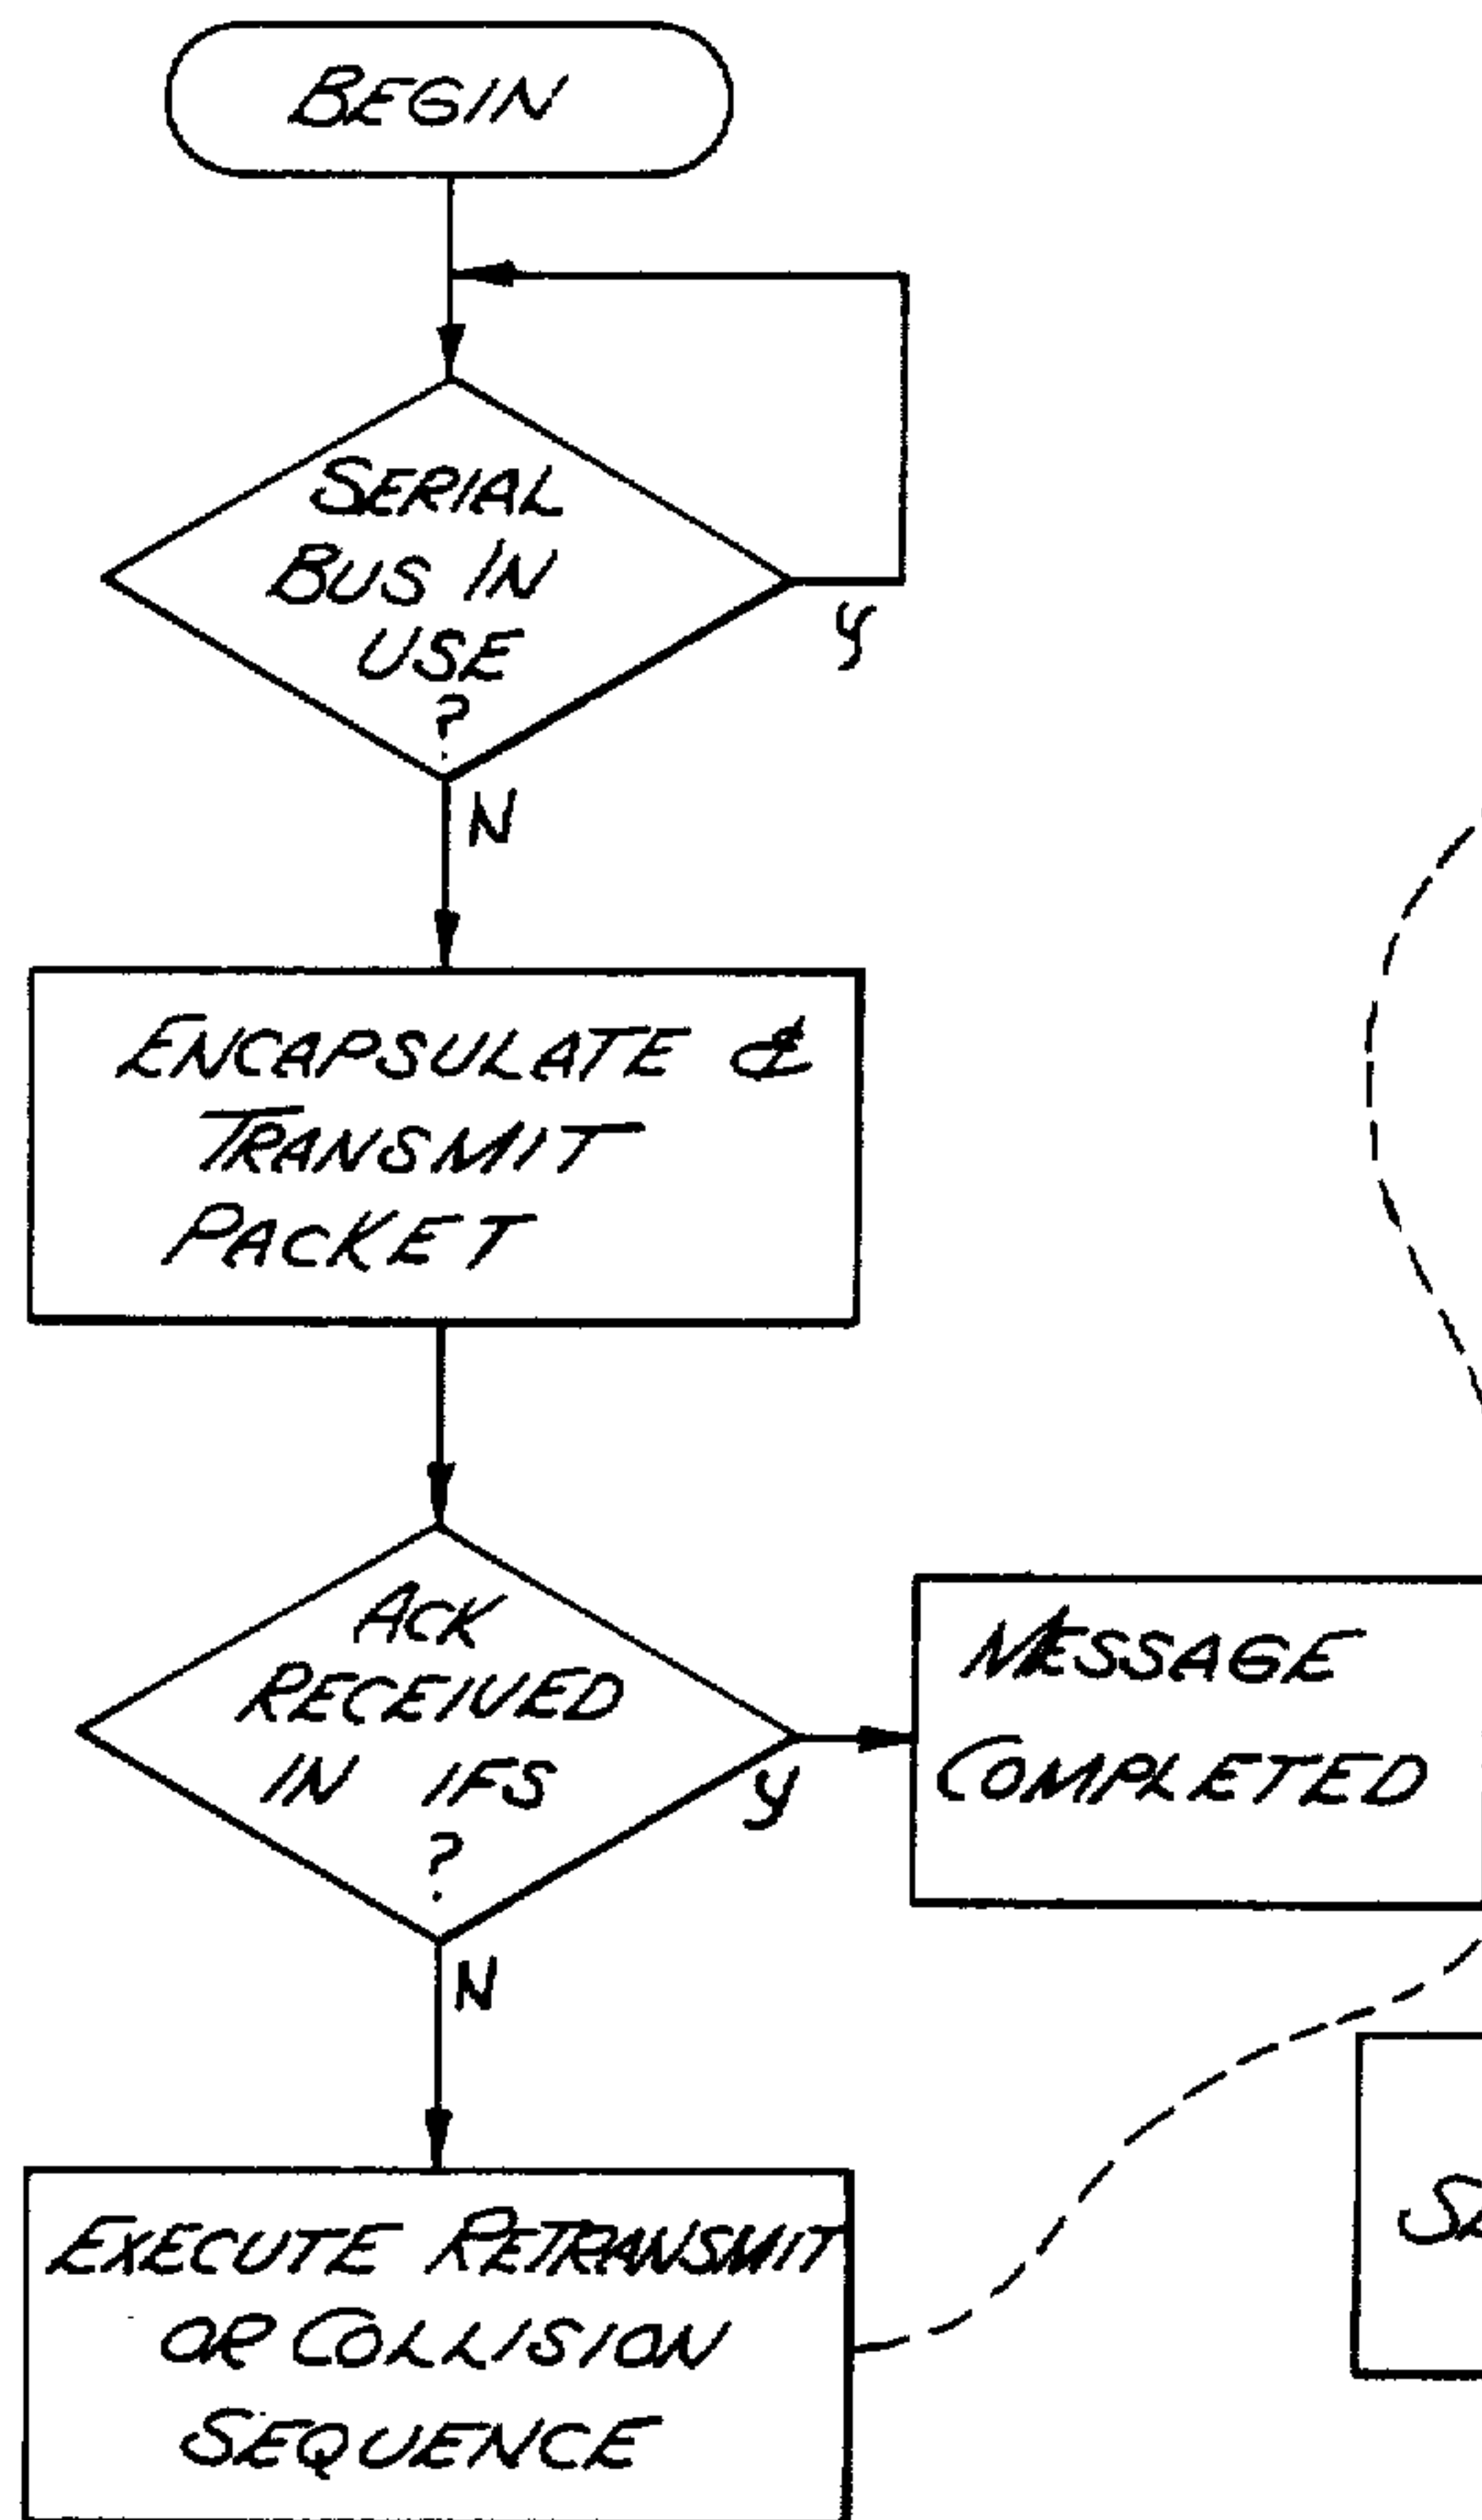 BEGIN
SERIAL
BUS IN
USE
?
Y
N
ENCAPSULATE &
TRANSMIT
PACKET
ACK
RECEIVED
IN IFS
?
Y
N
MESSAGE
COMPLETED
EXECUTE RETRANSMIT
OR COLLISION
SEQUENCE